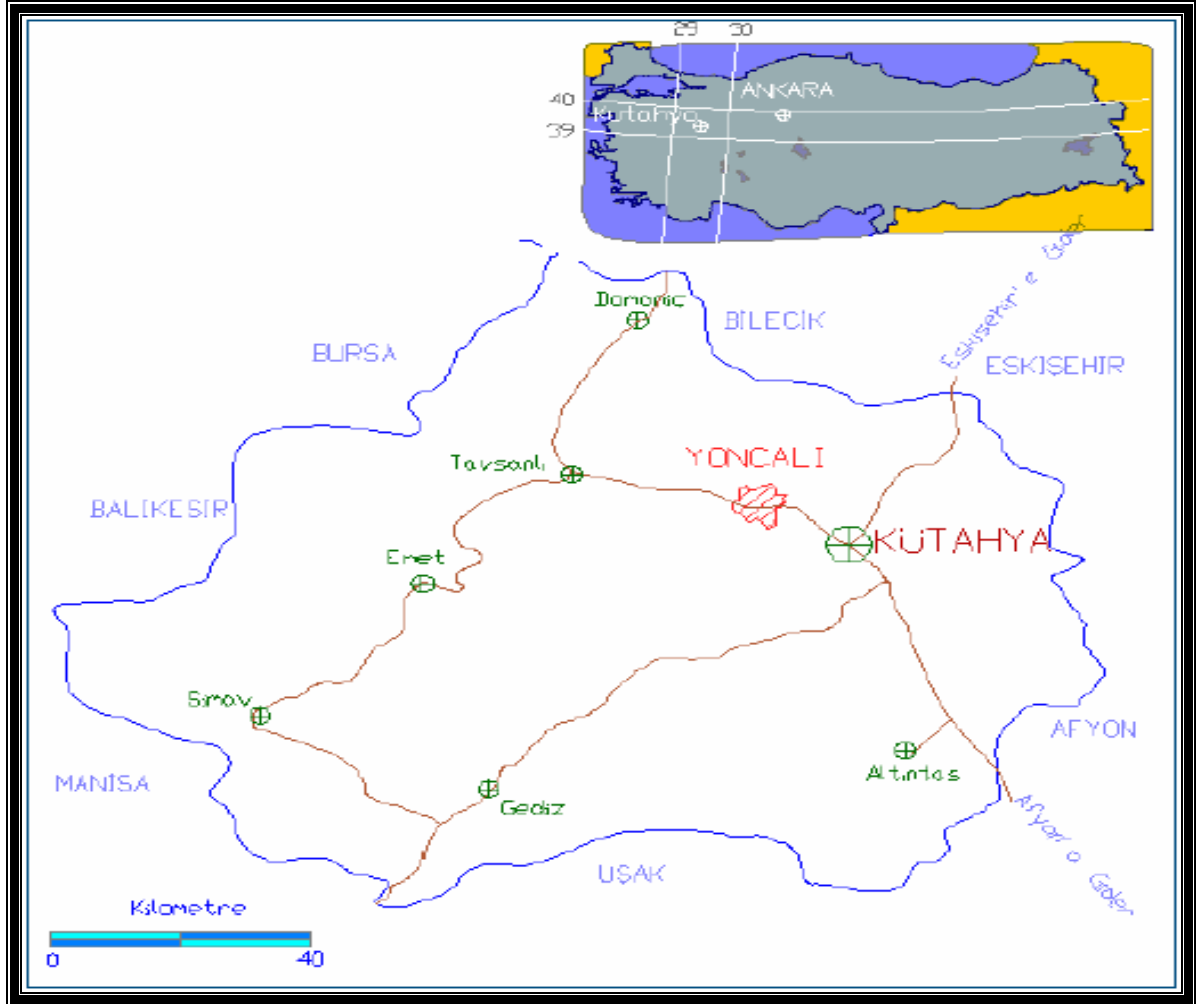 29 30
40
39
ANKARA
Kütahya
Domaniç
BİLECİK
BURSA
Eskişehir'e Gider
ESKİŞEHİR
YONCALI
Tavşanlı
BALIKESİR
KÜTAHYA
Emet
Simav
AFYON
MANİSA
Altıntaş
Gediz
Afyon'a Gider
UŞAK
Kilometre
0 40